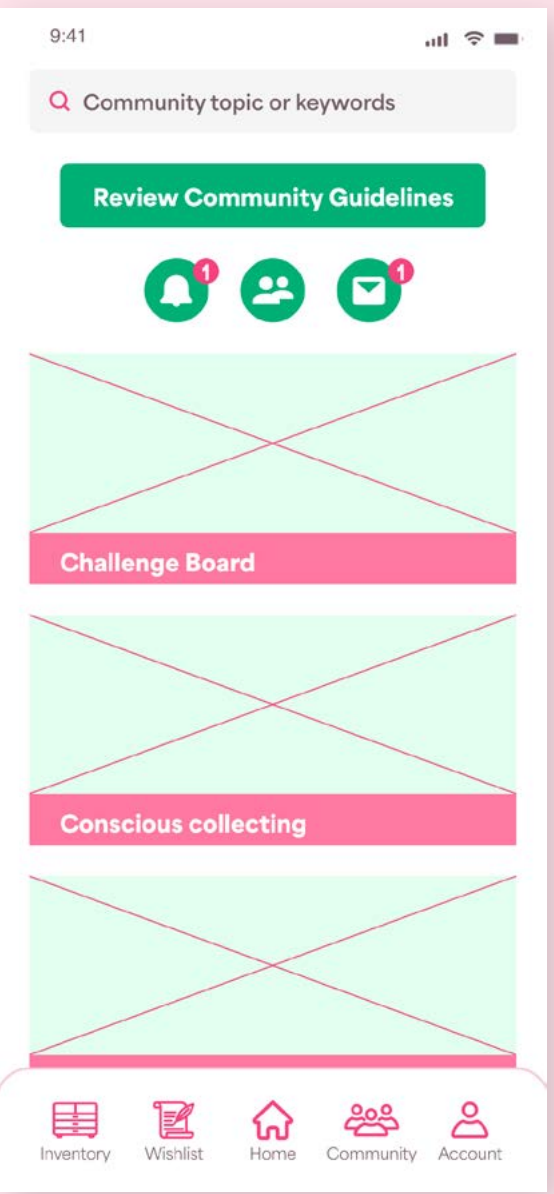 9:41
Community topic or keywords
Review Community Guidelines
1 1
Challenge Board
Conscious collecting
Inventory Wishlist Home Community Account